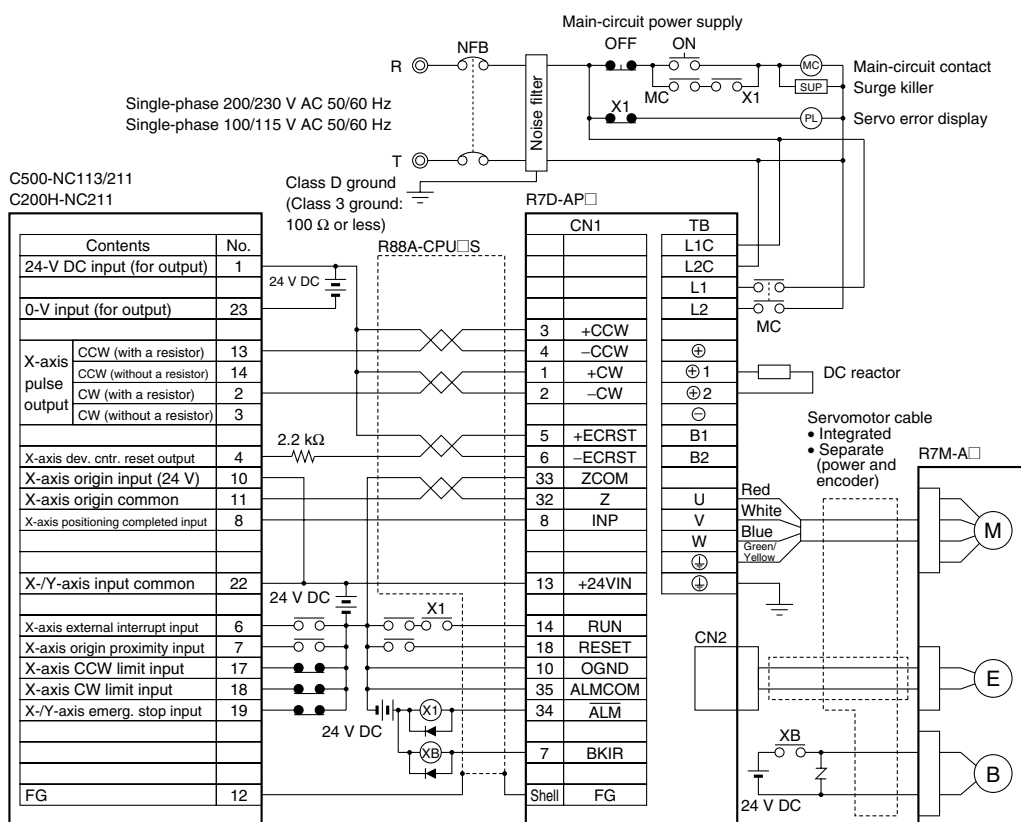 Main-circuit power supply
NFB
OFF
ON
R
MC
Main-circuit contact
SUP
Surge killer
MC
X1
Single-phase 200/230 V AC 50/60 Hz
Single-phase 100/115 V AC 50/60 Hz
Noise filter
X1
PL
Servo error display
T
C500-NC113/211
C200H-NC211
Class D ground
(Class 3 ground:
100 Ω or less)
R7D-AP□
CN1
TB
R88A-CPU□S
Contents No.
24-V DC input (for output) 1
0-V input (for output) 23
X-axis pulse output
CCW (with a resistor) 13
CCW (without a resistor) 14
CW (with a resistor) 2
CW (without a resistor) 3
X-axis dev. cntr. reset output 4
X-axis origin input (24 V) 10
X-axis origin common 11
X-axis positioning completed input 8
X-/Y-axis input common 22
X-axis external interrupt input 6
X-axis origin proximity input 7
X-axis CCW limit input 17
X-axis CW limit input 18
X-/Y-axis emerg. stop input 19
FG 12
24 V DC
2.2 kΩ
24 V DC
X1
24 V DC
X1
XB
3 +CCW
4 −CCW
1 +CW
2 −CW
5 +ECRST
6 −ECRST
33 ZCOM
32 Z
8 INP
13 +24VIN
14 RUN
18 RESET
10 OGND
35 ALMCOM
34 ALM
7 BKIR
Shell FG
L1C
L2C
L1
L2
MC
⊕
⊕ 1
⊕ 2
⊖
B1
B2
U
V
W
DC reactor
Servomotor cable
• Integrated
• Separate
(power and
encoder)
R7M-A□
Red
White
Blue
Green/
Yellow
M
CN2
E
XB
24 V DC
B